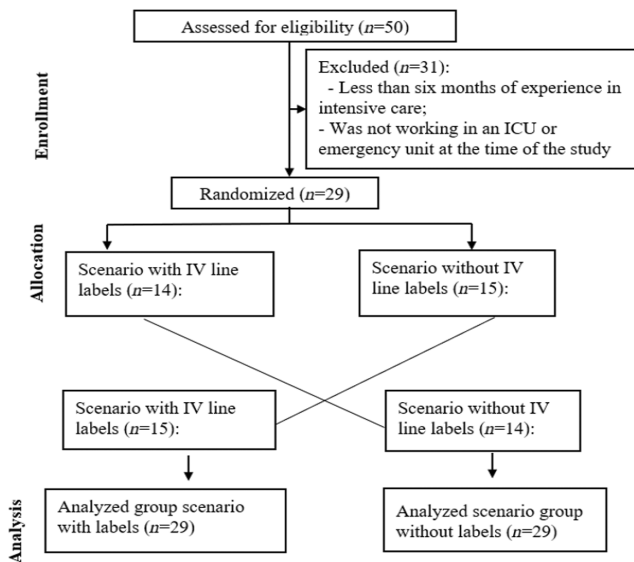 Assessed for eligibility (n=50)
Enrollment
Excluded (n=31):
- Less than six months of experience in
intensive care;
- Was not working in an ICU or
emergency unit at the time of the study
Randomized (n=29)
Allocation
Scenario with IV line
labels (n=14):
Scenario without IV
line labels (n=15):
Scenario with IV line
labels (n=15):
Scenario without IV
line labels (n=14):
Analysis
Analyzed group scenario
with labels (n=29)
Analyzed scenario group
without labels (n=29)